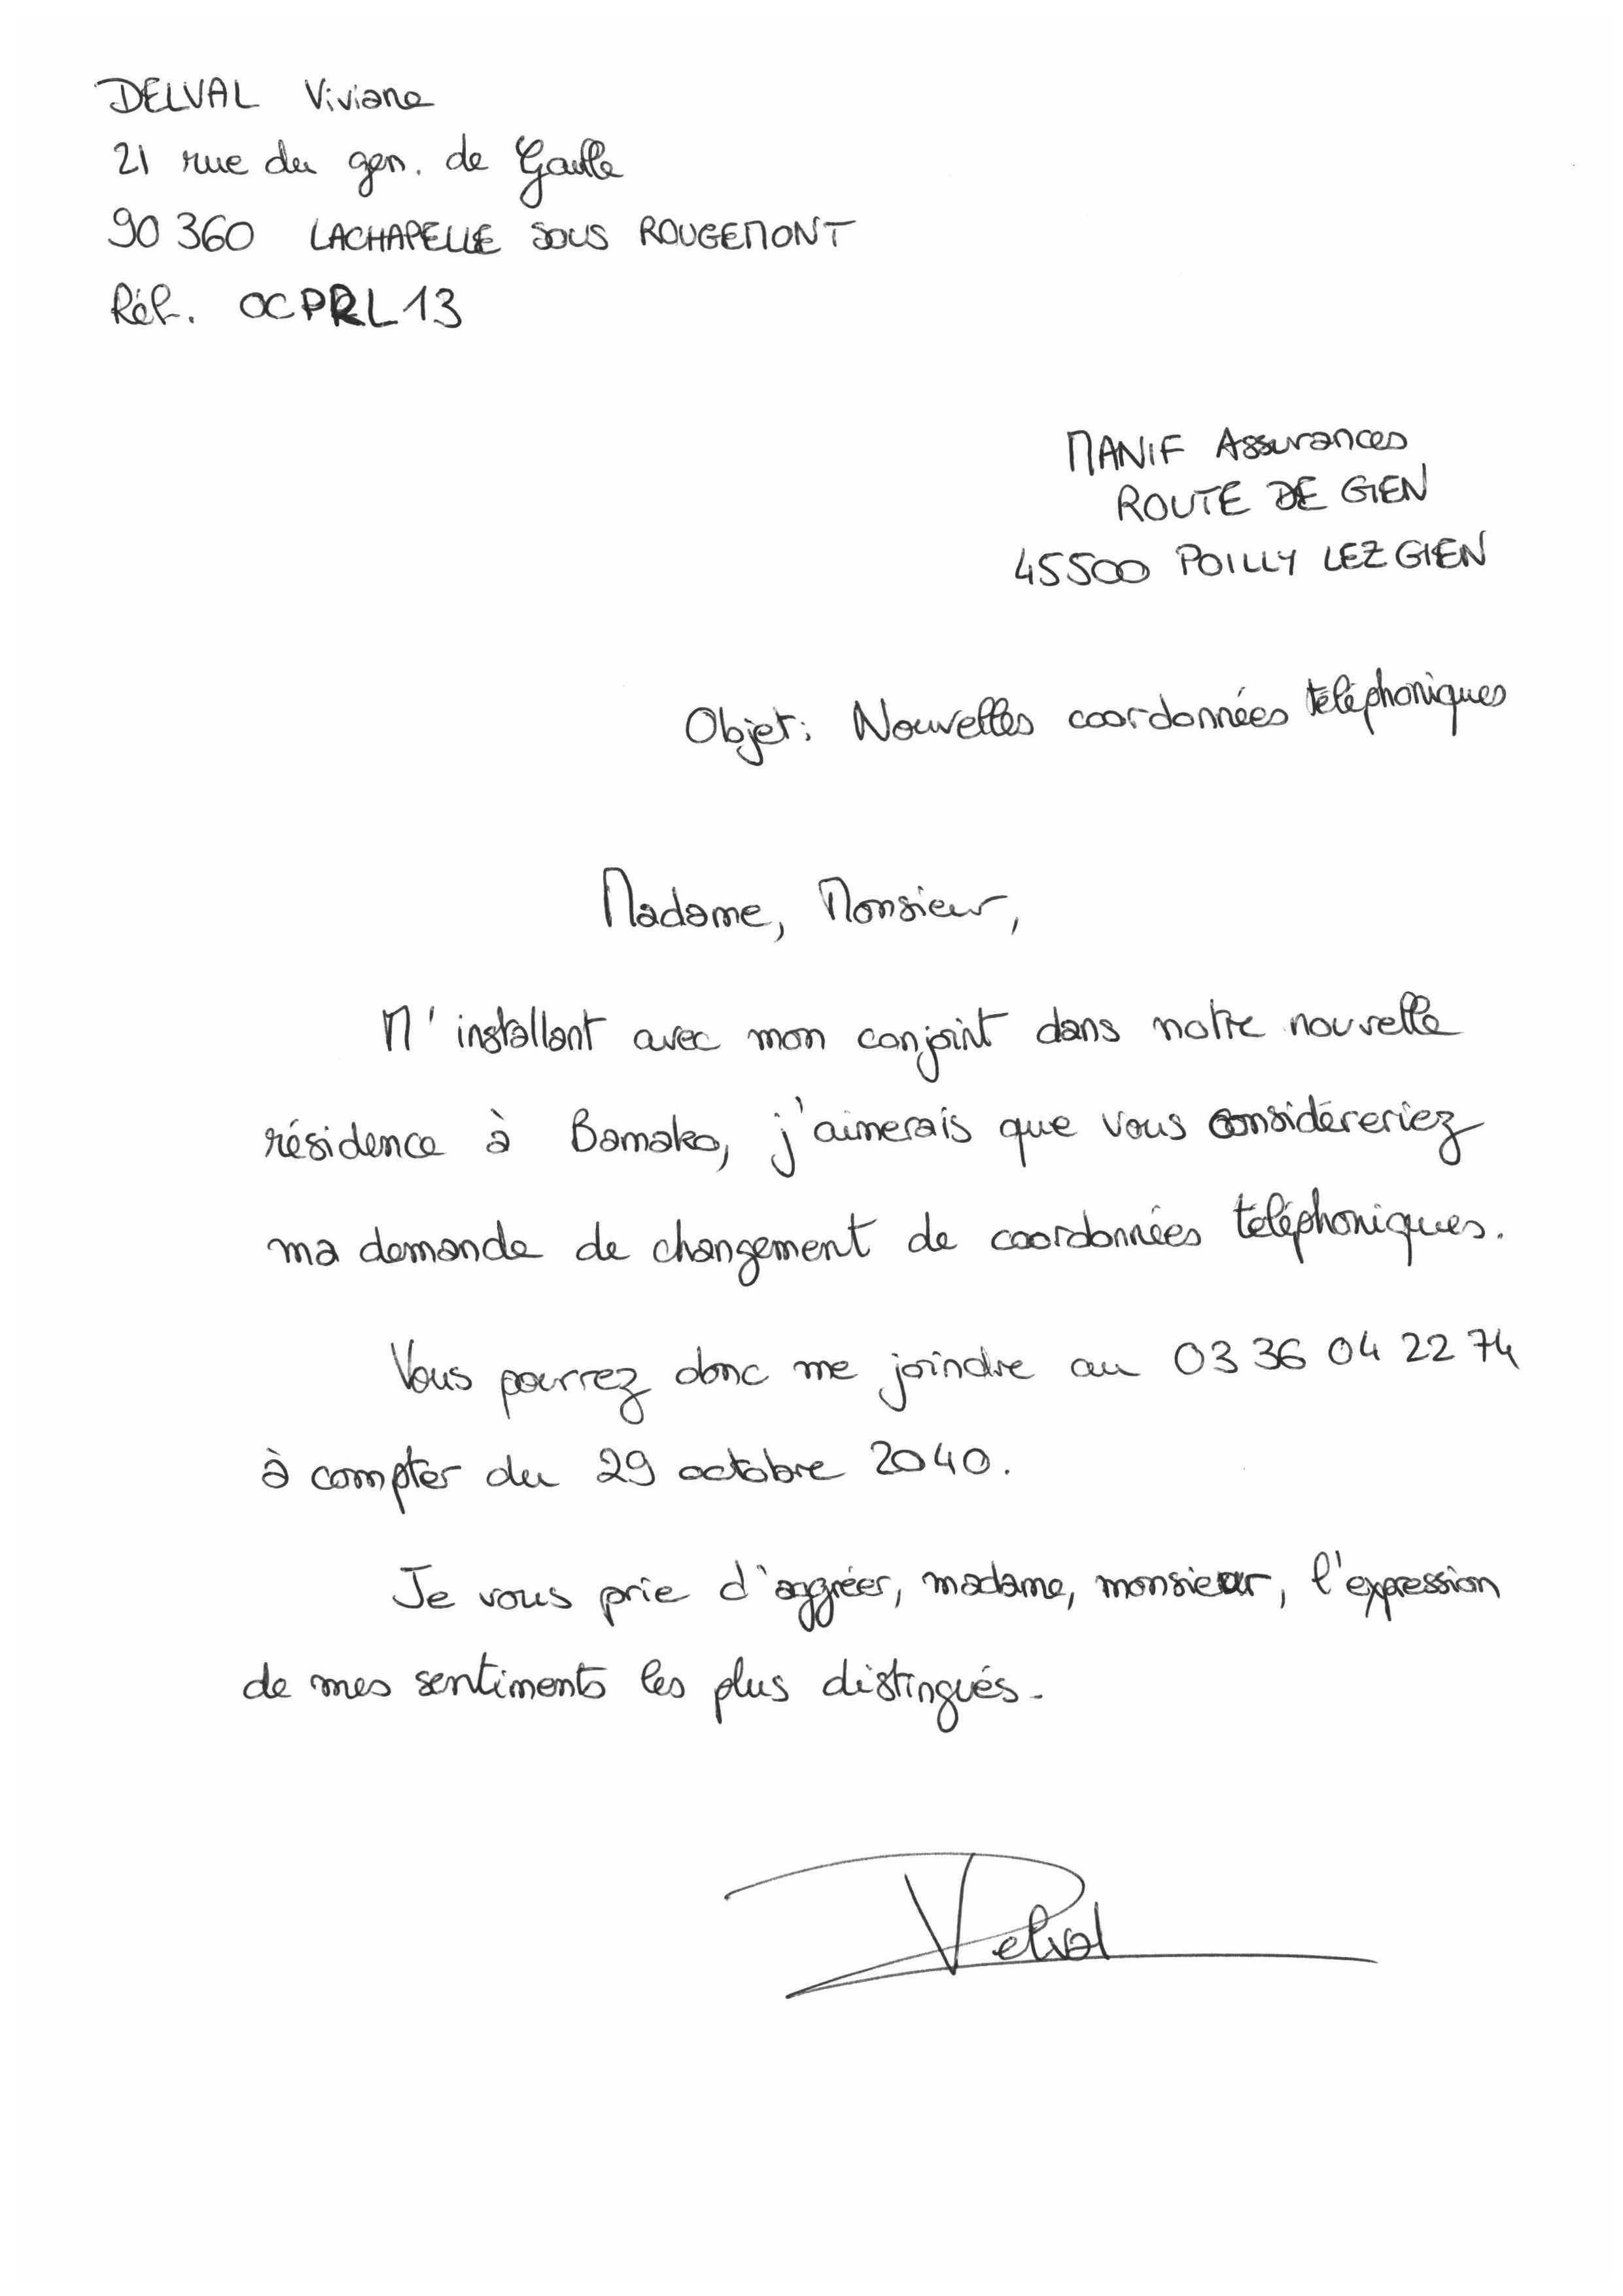 DELVAL Viviane
21 rue du gen. de Gaulle
90 360 LACHAPELLE SOUS ROUGEMONT
Réf. OCPRL13
MANIF Assurances
ROUTE DE GIEN
45500 POILLY LEZ GIEN
Objet: Nouvelles coordonnées téléphoniques
Madame, Monsieur,
M'installant avec mon conjoint dans notre nouvelle
résidence à Bamako, j'aimerais que vous considéreriez
ma demande de changement de coordonnées téléphoniques.
Vous pourrez donc me joindre au 03 36 04 22 74
à compter du 29 octobre 2040.
Je vous prie d'aggréer, madame, monsieur, l'expression
de mes sentiments les plus distingués.
VDelval